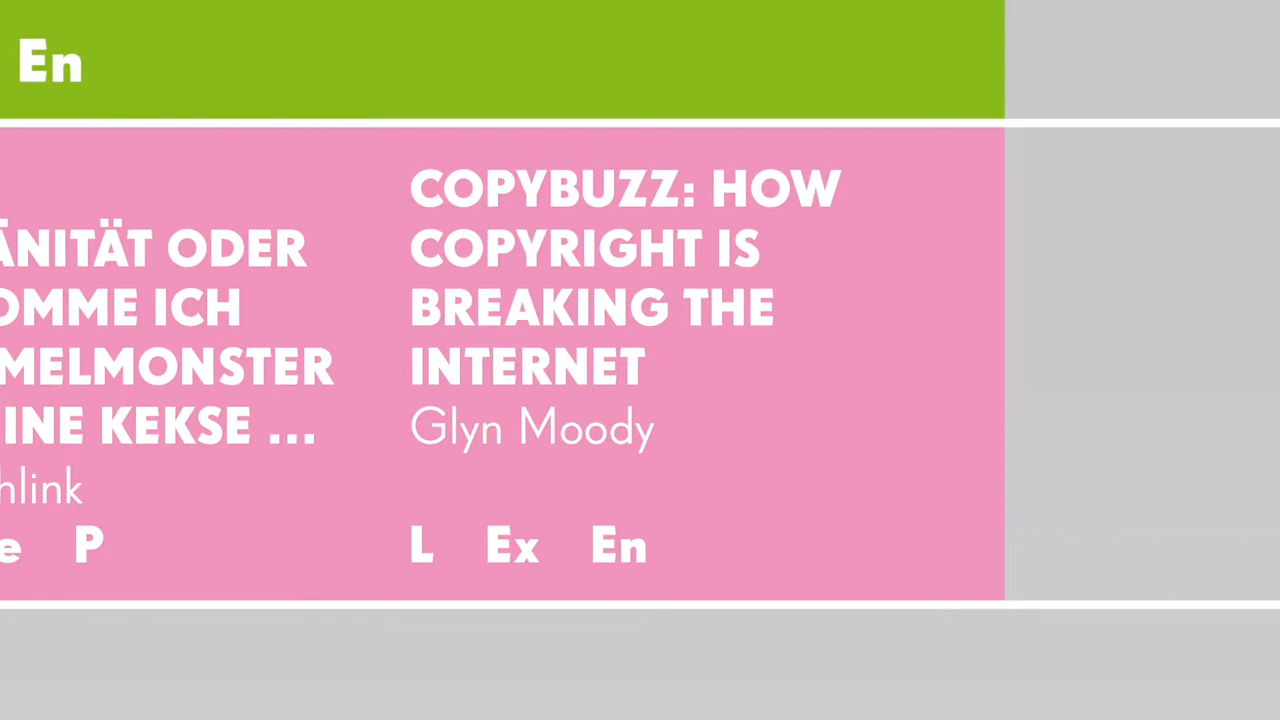 En
ÄNITÄT ODER
OMME ICH
MELMONSTER
INE KEKSE ...
hlink
e P
COPYBUZZ: HOW
COPYRIGHT IS
BREAKING THE
INTERNET
Glyn Moody
L Ex En